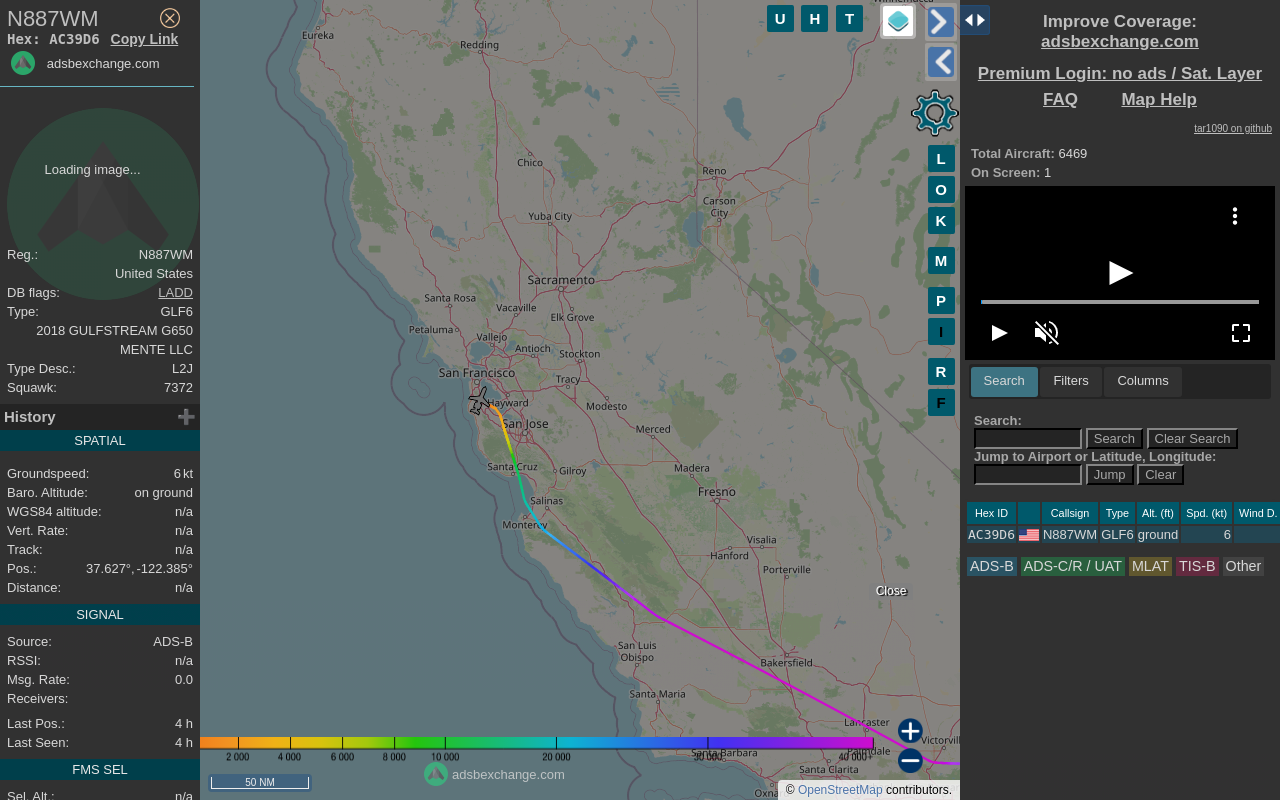 N887WM
Hex: AC39D6 Copy Link
adsbexchange.com
Loading image...
Reg.: N887WM
United States
DB flags: LADD
Type: GLF6
2018 GULFSTREAM G650
MENTE LLC
Type Desc.: L2J
Squawk: 7372
History
SPATIAL
Groundspeed: 6 kt
Baro. Altitude: on ground
WGS84 altitude: n/a
Vert. Rate: n/a
Track: n/a
Pos.: 37.627°, -122.385°
Distance: n/a
SIGNAL
Source: ADS-B
RSSI: n/a
Msg. Rate: 0.0
Receivers:
Last Pos.: 4 h
Last Seen: 4 h
FMS SEL
Sel. Alt.: n/a
U H T
L
O
K
M
P
I
R
F
Eureka
Redding
Chico
Reno
Carson
City
Yuba City
Sacramento
Santa Rosa
Vacaville
Elk Grove
Petaluma
Vallejo
Antioch
Stockton
San Francisco
Tracy
Hayward
Modesto
San Jose
Merced
Santa Cruz
Gilroy
Madera
Salinas
Fresno
Monterey
Visalia
Hanford
Porterville
Close
San Luis
Obispo
Bakersfield
Santa Maria
Lancaster
Victorvill
Santa Barbara
Palmdale
Santa Clarita
Oxna
2 000 4 000 6 000 8 000 10 000 20 000 30 000 40 000+
50 NM
adsbexchange.com
© OpenStreetMap contributors.
Improve Coverage:
adsbexchange.com
Premium Login: no ads / Sat. Layer
FAQ Map Help
tar1090 on github
Total Aircraft: 6469
On Screen: 1
Search Filters Columns
Search:
Search Clear Search
Jump to Airport or Latitude, Longitude:
Jump Clear
Hex ID Callsign Type Alt. (ft) Spd. (kt) Wind D.
AC39D6 N887WM GLF6 ground 6
ADS-B ADS-C/R / UAT MLAT TIS-B Other